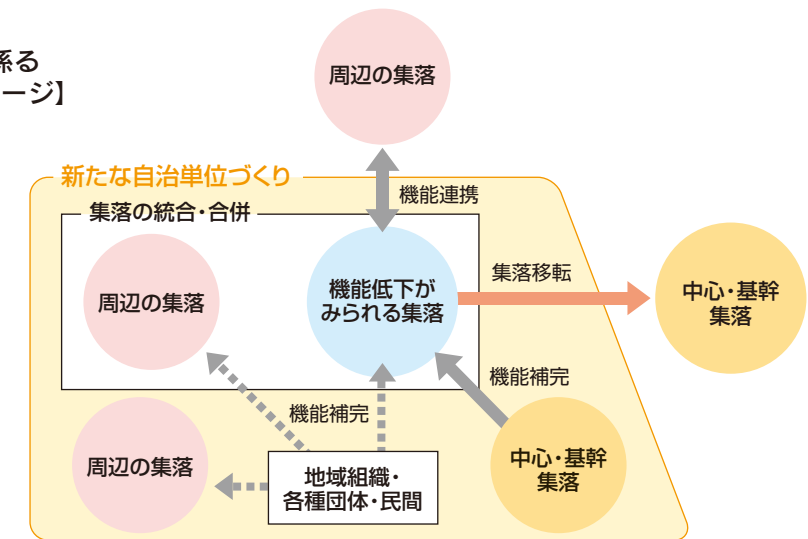 係る
ージ】
周辺の集落
新たな自治単位づくり
機能連携
集落の統合・合併
周辺の集落
機能低下が
みられる集落
集落移転
中心・基幹
集落
機能補完
機能補完
周辺の集落
地域組織・
各種団体・民間
中心・基幹
集落